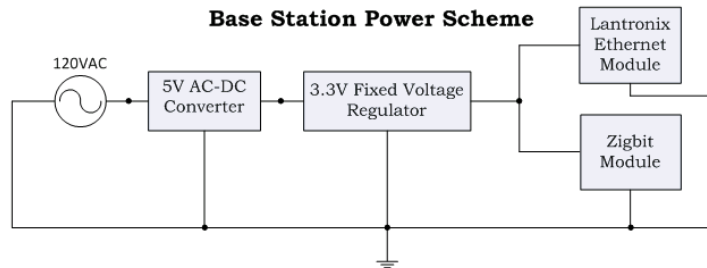 Base Station Power Scheme
120VAC
5V AC-DC
Converter
3.3V Fixed Voltage
Regulator
Lantronix
Ethernet
Module
Zigbit
Module